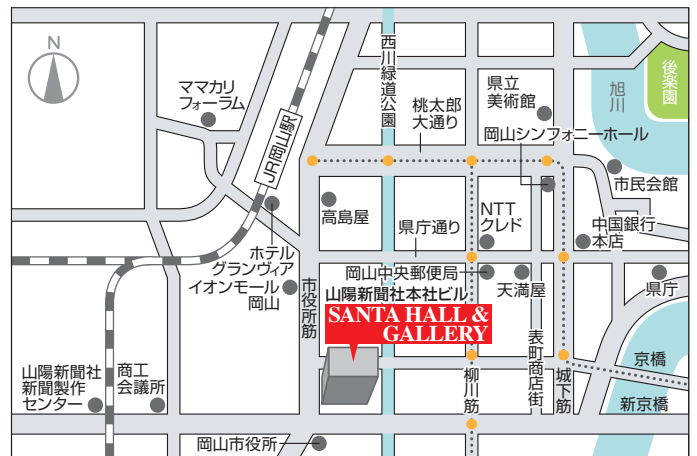 N
ママカリ
フォーラム
JR岡山駅
西川緑道公園
桃太郎
大通り
県立
美術館
旭川
後楽園
岡山シンフォニーホール
市民会館
高島屋
県庁通り
NTT
クレド
中国銀行
本店
ホテル
グランヴィア
イオンモール
岡山
市役所筋
岡山中央郵便局
天満屋
県庁
山陽新聞社本社ビル
SANTA HALL &
GALLERY
表町商店街
京橋
山陽新聞社
新聞製作
センター
商工
会議所
柳川筋
城下筋
新京橋
岡山市役所